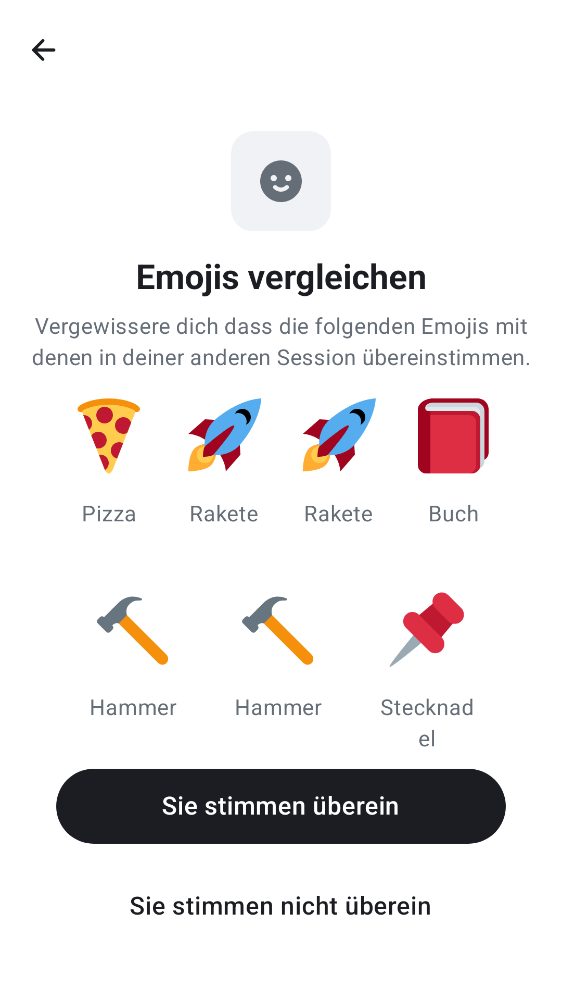 Emojis vergleichen
Vergewissere dich dass die folgenden Emojis mit
denen in deiner anderen Session übereinstimmen.
Pizza Rakete Rakete Buch
Hammer Hammer Stecknad
el
Sie stimmen überein
Sie stimmen nicht überein